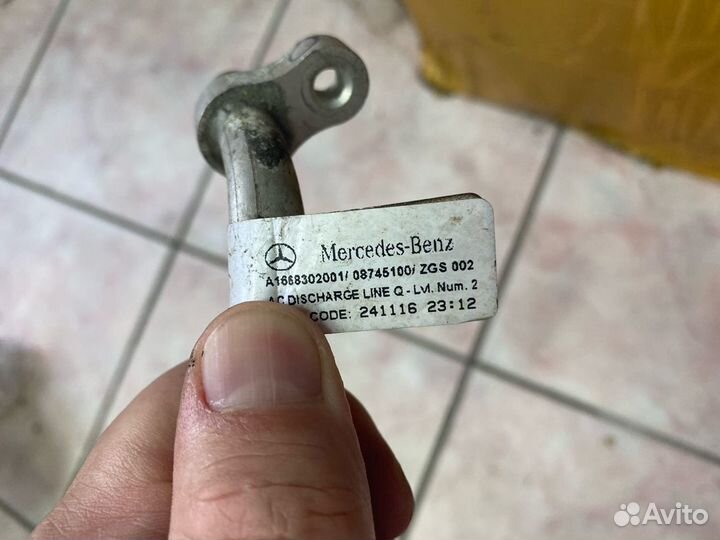 Mercedes-Benz
A1668302001/ 08745100/ ZGS 002
AC DISCHARGE LINE Q - Lvl. Num. 2
CODE: 241116 23:12
Avito